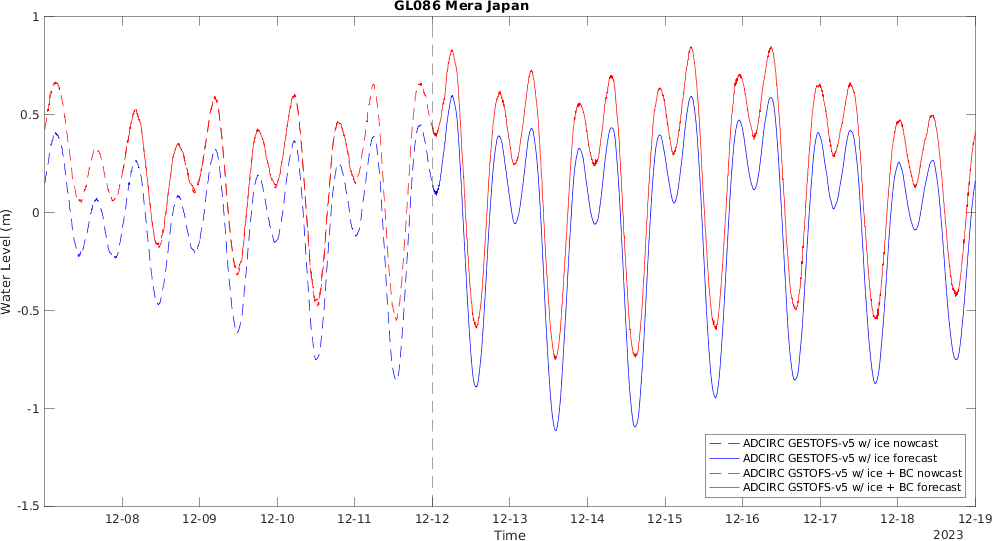 GL086 Mera Japan
1
0.5
0
-0.5
-1
-1.5
Water Level (m)
12-08 12-09 12-10 12-11 12-12 12-13 12-14 12-15 12-16 12-17 12-18 12-19
Time
2023
ADCIRC GESTOFS-v5 w/ ice nowcast
ADCIRC GESTOFS-v5 w/ ice forecast
ADCIRC GSTOFS-v5 w/ ice + BC nowcast
ADCIRC GSTOFS-v5 w/ ice + BC forecast